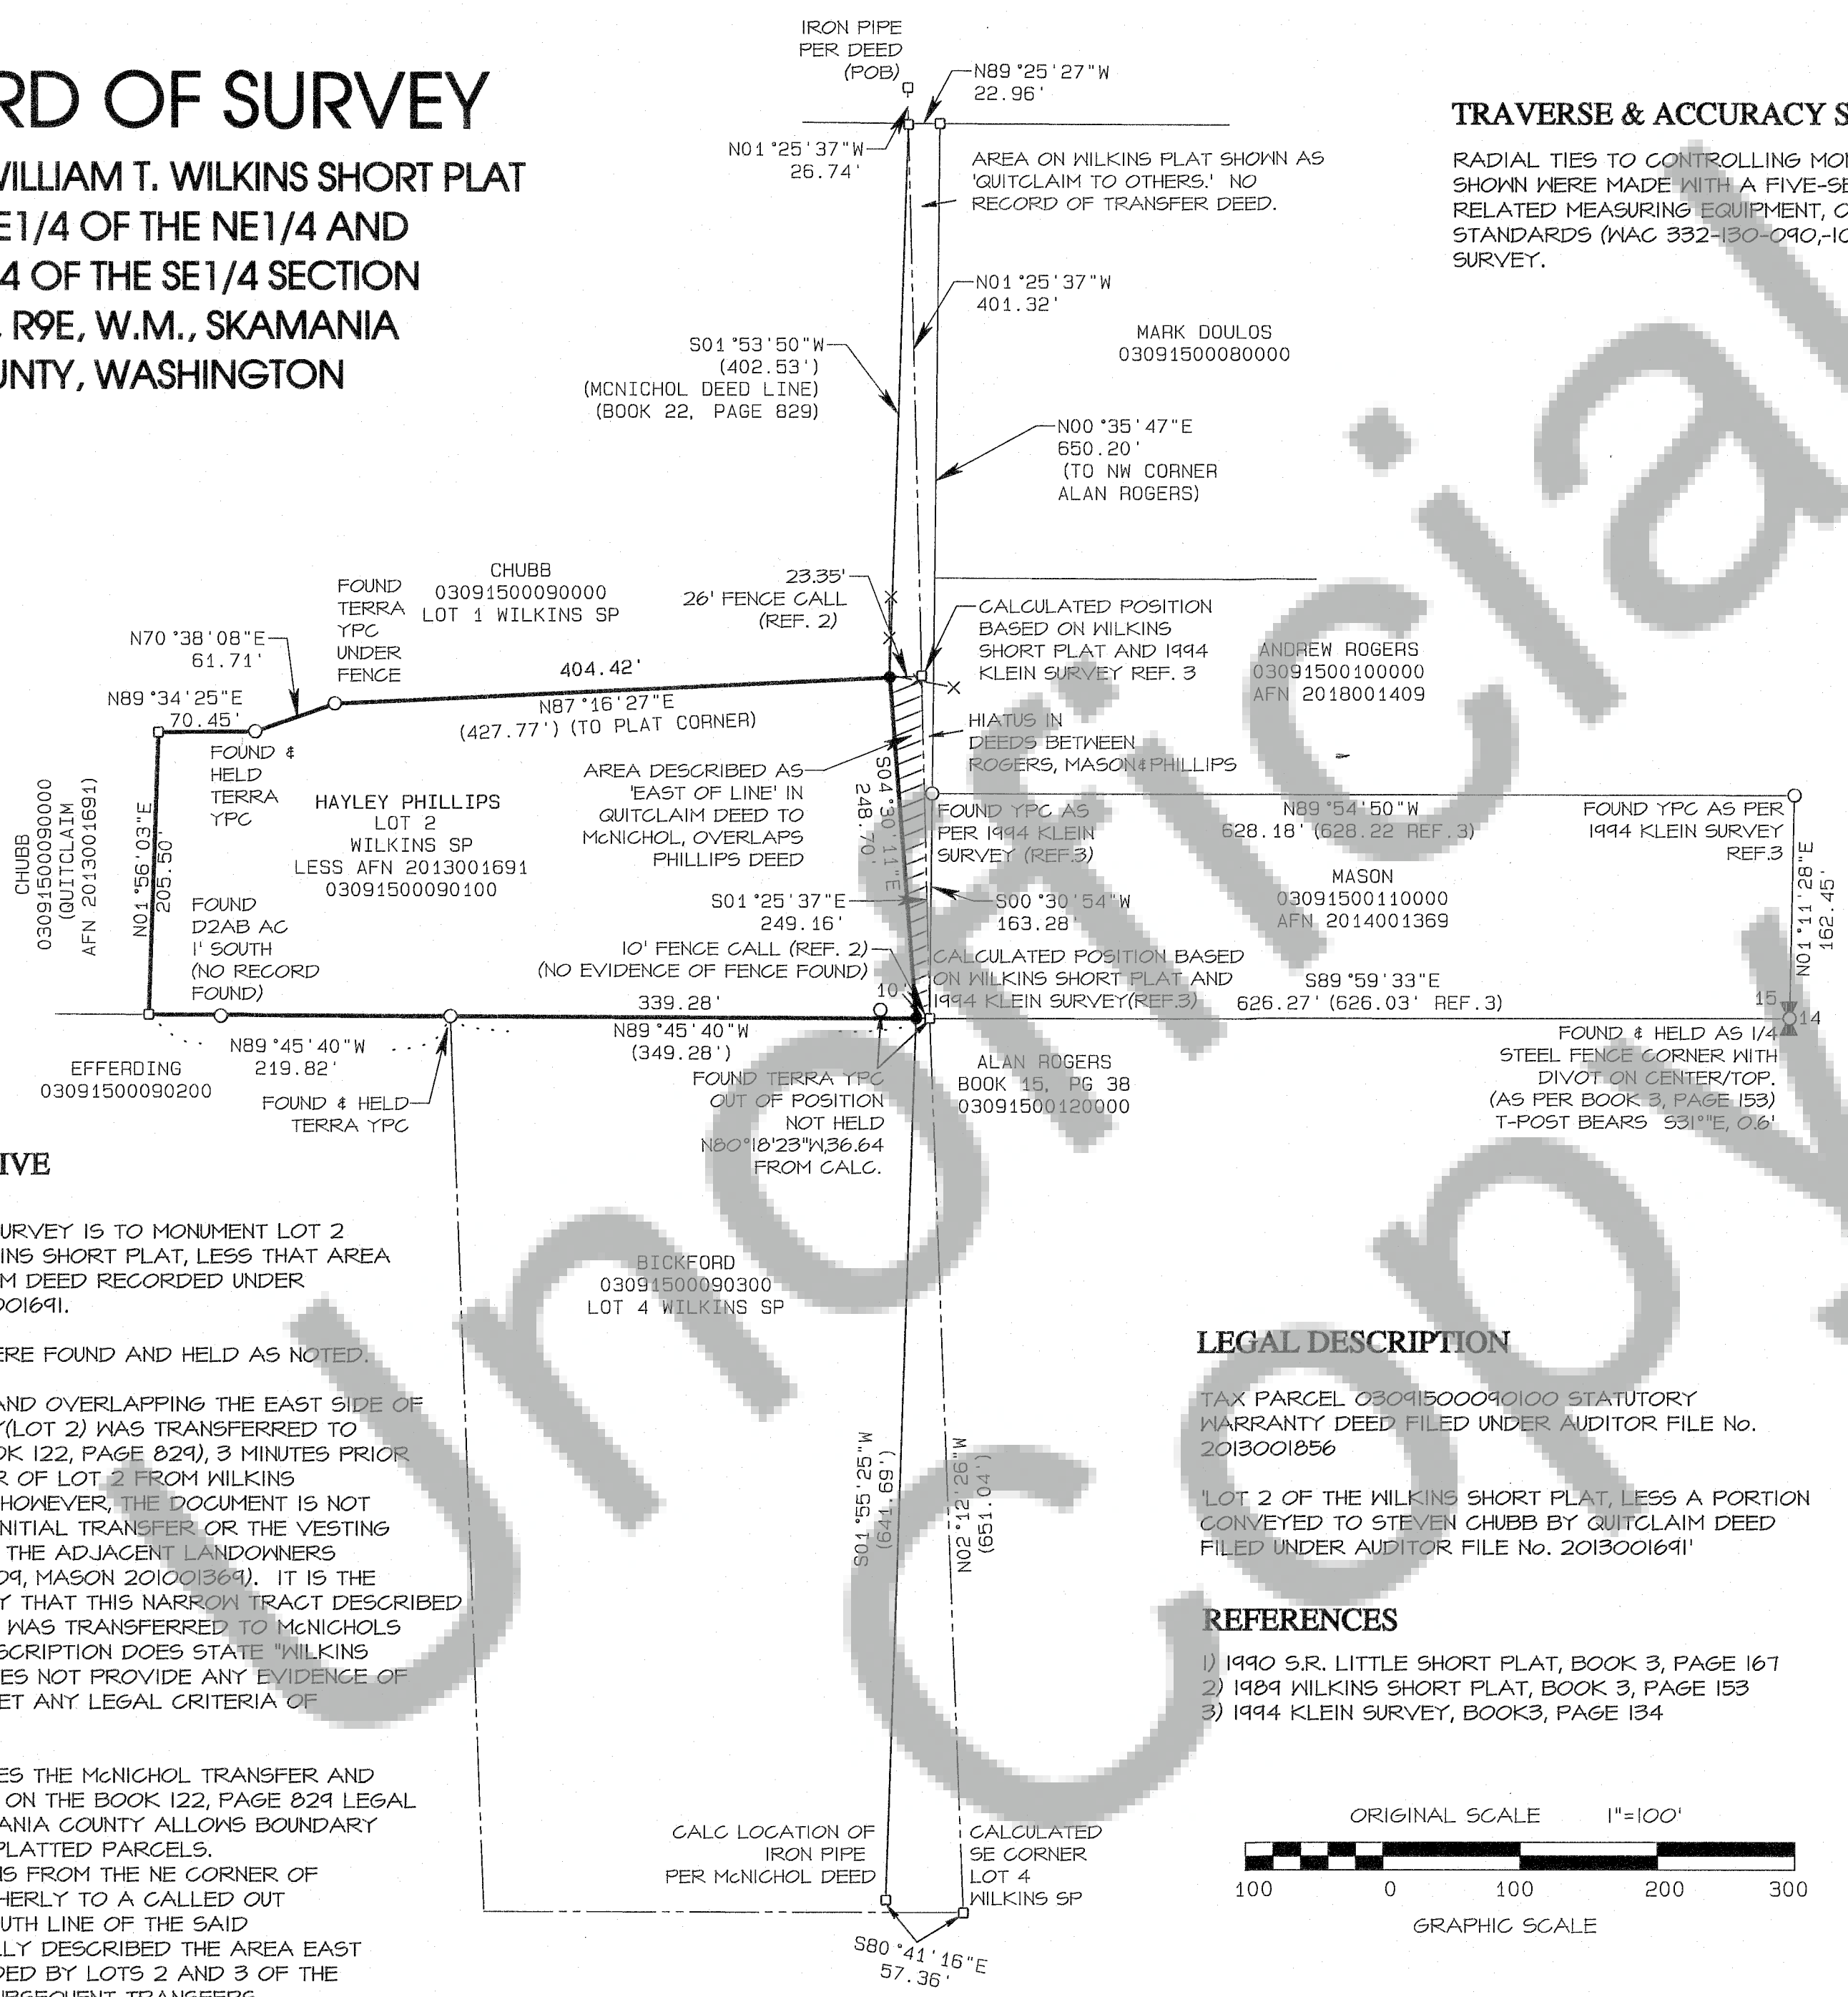 RD OF SURVEY
WILLIAM T. WILKINS SHORT PLAT
E1/4 OF THE NE1/4 AND
4 OF THE SE1/4 SECTION
R9E, W.M., SKAMANIA
UNTY, WASHINGTON
IRON PIPE
PER DEED
(POB)
N89°25'27"W
22.96'
N01°25'37"W
26.74'
AREA ON WILKINS PLAT SHOWN AS
'QUITCLAIM TO OTHERS.' NO
RECORD OF TRANSFER DEED.
N01°25'37"W
401.32'
S01°53'50"W
(402.53')
(MCNICHOL DEED LINE)
(BOOK 22, PAGE 829)
MARK DOULOS
03091500080000
N00°35'47"E
650.20'
(TO NW CORNER
ALAN ROGERS)
TRAVERSE & ACCURACY S
RADIAL TIES TO CONTROLLING MO
SHOWN WERE MADE WITH A FIVE-SE
RELATED MEASURING EQUIPMENT, C
STANDARDS (WAC 332-130-090,-10
SURVEY.
CHUBB
03091500090000
LOT 1 WILKINS SP
FOUND
TERRA
YPC
UNDER
FENCE
23.35'
26' FENCE CALL
(REF. 2)
CALCULATED POSITION
BASED ON WILKINS
SHORT PLAT AND 1994
KLEIN SURVEY REF. 3
ANDREW ROGERS
03091500100000
AFN 2018001409
N70°38'08"E
61.71'
N89°34'25"E
70.45'
404.42'
N87°16'27"E
(427.77') (TO PLAT CORNER)
FOUND &
HELD
TERRA
YPC
HIATUS IN
DEEDS BETWEEN
ROGERS, MASON&PHILLIPS
AREA DESCRIBED AS
'EAST OF LINE' IN
QUITCLAIM DEED TO
McNICHOL, OVERLAPS
PHILLIPS DEED
S04°30'11"E
248.70'
CHUBB
03091500090000
(QUITCLAIM
AFN 2013001691)
N01°56'03"E
205.50'
HAYLEY PHILLIPS
LOT 2
WILKINS SP
LESS AFN 2013001691
03091500090100
FOUND YPC AS
PER 1994 KLEIN
SURVEY (REF.3)
N89°54'50"W
628.18' (628.22 REF.3)
FOUND YPC AS PER
1994 KLEIN SURVEY
REF.3
MASON
03091500110000
AFN 2014001369
N01°11'28"E
162.45'
FOUND
D2AB AC
1' SOUTH
(NO RECORD
FOUND)
S01°25'37"E
249.16'
S00°30'54"W
163.28'
10' FENCE CALL (REF. 2)
(NO EVIDENCE OF FENCE FOUND)
10'
CALCULATED POSITION BASED
ON WILKINS SHORT PLAT AND
1994 KLEIN SURVEY(REF.3)
S89°59'33"E
626.27' (626.03' REF.3)
15
14
339.28'
N89°45'40"W
(349.28')
N89°45'40"W
219.82'
EFFERDING
03091500090200
FOUND & HELD
TERRA YPC
FOUND TERRA YPC
OUT OF POSITION
NOT HELD
N80°18'23"W,36.64
FROM CALC.
ALAN ROGERS
BOOK 15, PG 38
03091500120000
FOUND & HELD AS 1/4
STEEL FENCE CORNER WITH
DIVOT ON CENTER/TOP.
(AS PER BOOK 3, PAGE 153)
T-POST BEARS S31°"E, 0.6'
IVE
URVEY IS TO MONUMENT LOT 2
INS SHORT PLAT, LESS THAT AREA
M DEED RECORDED UNDER
001691.
ERE FOUND AND HELD AS NOTED.
AND OVERLAPPING THE EAST SIDE OF
Y(LOT 2) WAS TRANSFERRED TO
OK 122, PAGE 829), 3 MINUTES PRIOR
R OF LOT 2 FROM WILKINS
HOWEVER, THE DOCUMENT IS NOT
NITIAL TRANSFER OR THE VESTING
THE ADJACENT LANDOWNERS
09, MASON 201001369). IT IS THE
Y THAT THIS NARROW TRACT DESCRIBED
WAS TRANSFERRED TO McNICHOLS
SCRIPTION DOES STATE "WILKINS
ES NOT PROVIDE ANY EVIDENCE OF
ET ANY LEGAL CRITERIA OF
ES THE McNICHOL TRANSFER AND
ON THE BOOK 122, PAGE 829 LEGAL
ANIA COUNTY ALLOWS BOUNDARY
PLATTED PARCELS.
IS FROM THE NE CORNER OF
HERLY TO A CALLED OUT
UTH LINE OF THE SAID
LLY DESCRIBED THE AREA EAST
DED BY LOTS 2 AND 3 OF THE
UBSEQUENT TRANSFERS
BICKFORD
03091500090300
LOT 4 WILKINS SP
S01°55'25"W
(641.69')
N02°12'26"W
(651.04')
CALC LOCATION OF
IRON PIPE
PER McNICHOL DEED
CALCULATED
SE CORNER
LOT 4
WILKINS SP
S80°41'16"E
57.36'
LEGAL DESCRIPTION
TAX PARCEL 03091500090100 STATUTORY
WARRANTY DEED FILED UNDER AUDITOR FILE No.
2013001856
'LOT 2 OF THE WILKINS SHORT PLAT, LESS A PORTION
CONVEYED TO STEVEN CHUBB BY QUITCLAIM DEED
FILED UNDER AUDITOR FILE No. 2013001691'
REFERENCES
1) 1990 S.R. LITTLE SHORT PLAT, BOOK 3, PAGE 167
2) 1989 WILKINS SHORT PLAT, BOOK 3, PAGE 153
3) 1994 KLEIN SURVEY, BOOK3, PAGE 134
ORIGINAL SCALE 1"=100'
100 0 100 200 300
GRAPHIC SCALE
Unofficial
Copy